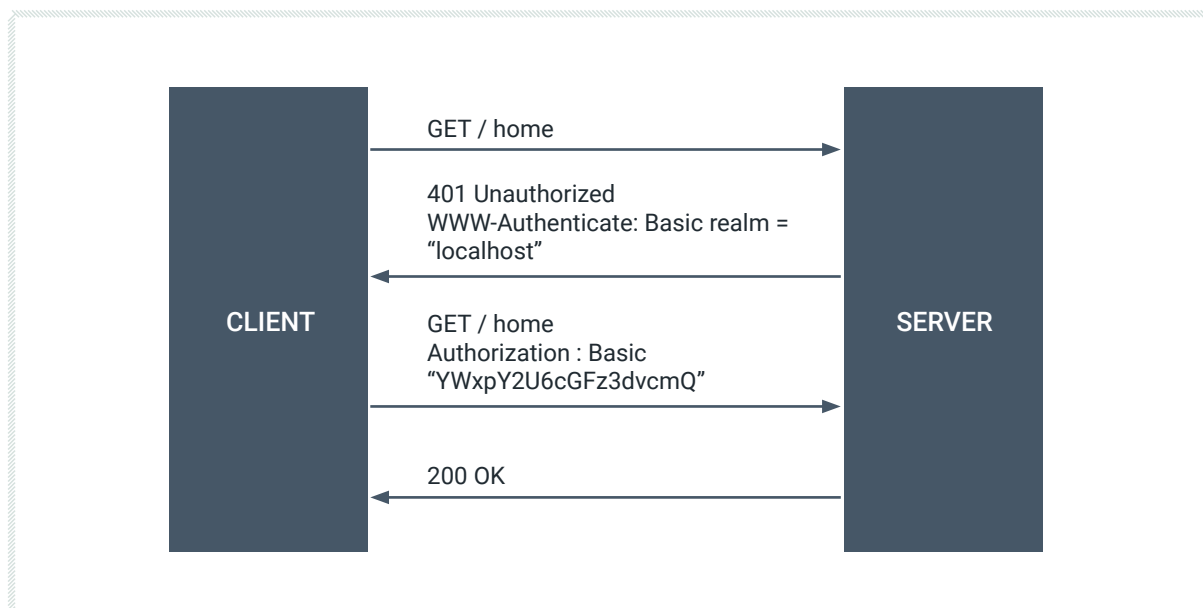 GET / home
401 Unauthorized
WWW-Authenticate: Basic realm =
“localhost”
CLIENT
SERVER
GET / home
Authorization : Basic
“YWxpY2U6cGFz3dvcmQ”
200 OK